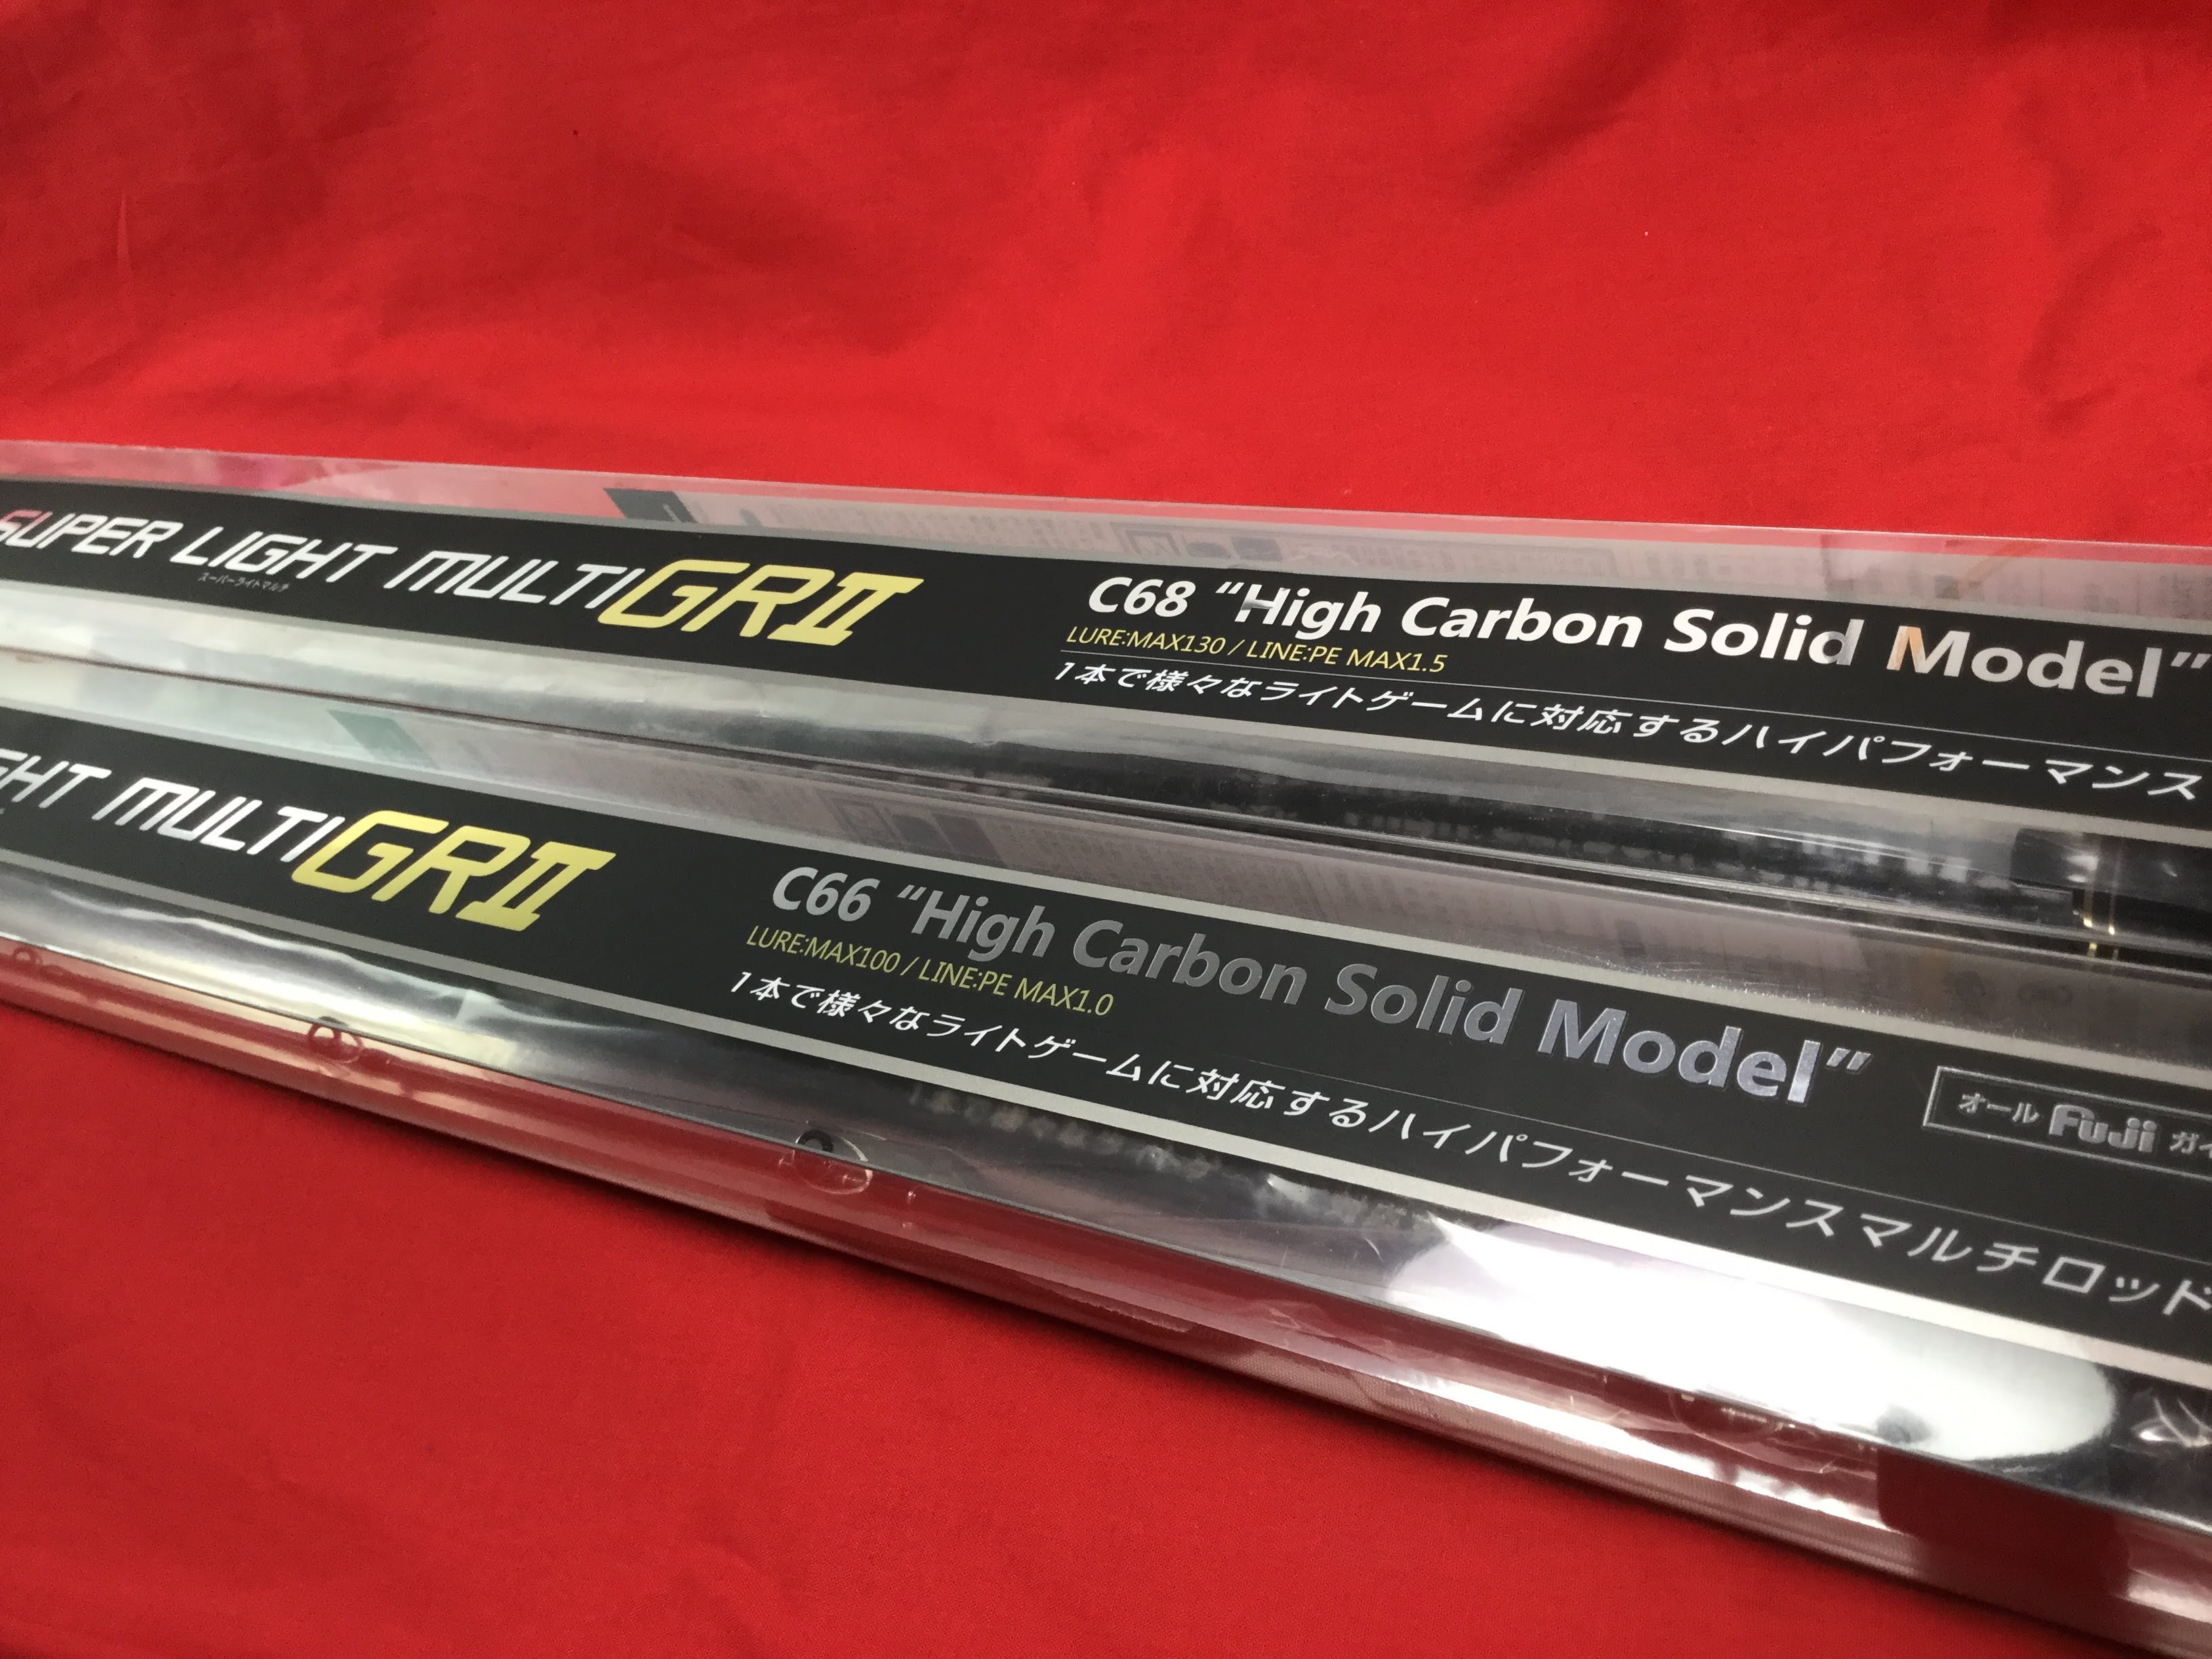 SUPER LIGHT MULTI GRII
スーパーライトマルチ
C68 “High Carbon Solid Model”
LURE:MAX130 / LINE:PE MAX1.5
1本で様々なライトゲームに対応するハイパフォーマンス
GHT MULTI GRII
C66 “High Carbon Solid Model”
LURE:MAX100 / LINE:PE MAX1.0
オール Fuji ガイ
1本で様々なライトゲームに対応するハイパフォーマンスマルチロッド